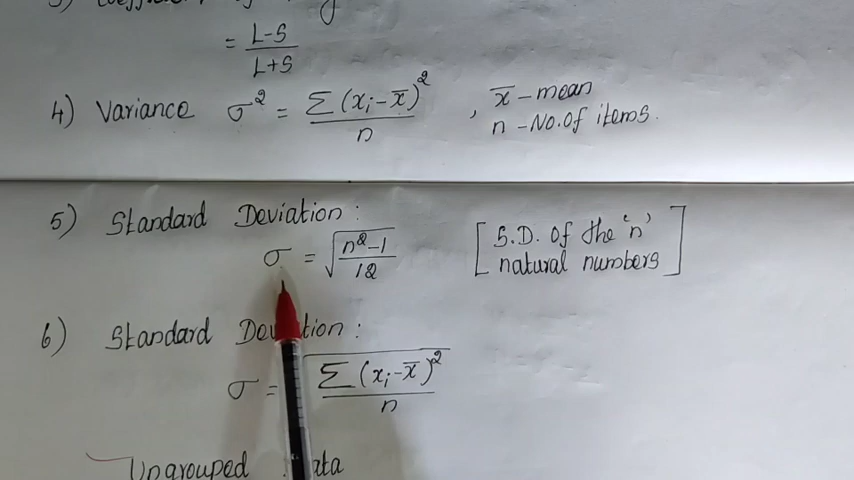 = L-S / L+S
4) Variance σ² = Σ(xᵢ-x̄)² / n , x̄ - mean
n - No. Of items.
5) Standard Deviation :
σ = √(n²-1 / 12) [S.D. Of the 'n'
natural numbers]
6) Standard Deviation :
σ = √(Σ(xᵢ-x̄)² / n)
Ungrouped